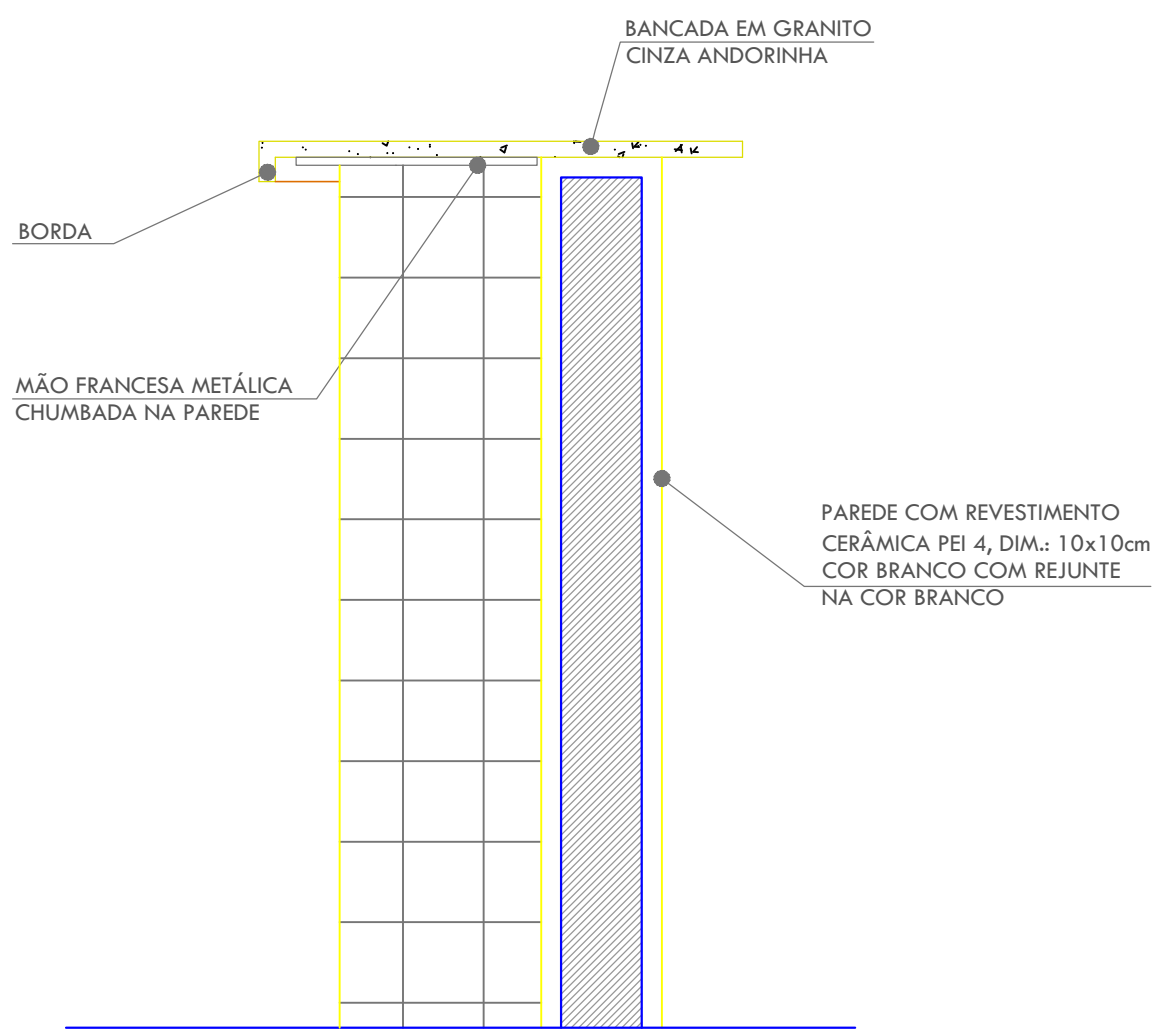 BANCADA EM GRANITO
CINZA ANDORINHA
BORDA
MÃO FRANCESA METÁLICA
CHUMBADA NA PAREDE
PAREDE COM REVESTIMENTO
CERÂMICA PEI 4, DIM.: 10x10cm
COR BRANCO COM REJUNTE
NA COR BRANCO